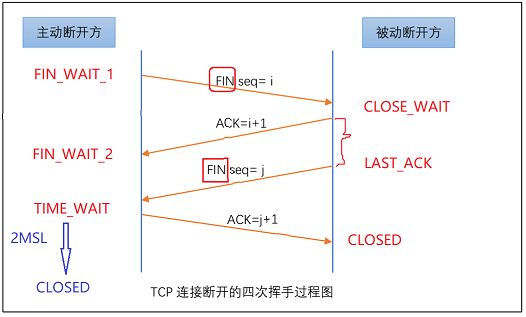 主动断开方
被动断开方
FIN_WAIT_1
FIN seq= i
CLOSE_WAIT
ACK=i+1
FIN_WAIT_2
FIN seq= j
LAST_ACK
TIME_WAIT
ACK=j+1
2MSL
CLOSED
CLOSED
TCP 连接断开的四次挥手过程图